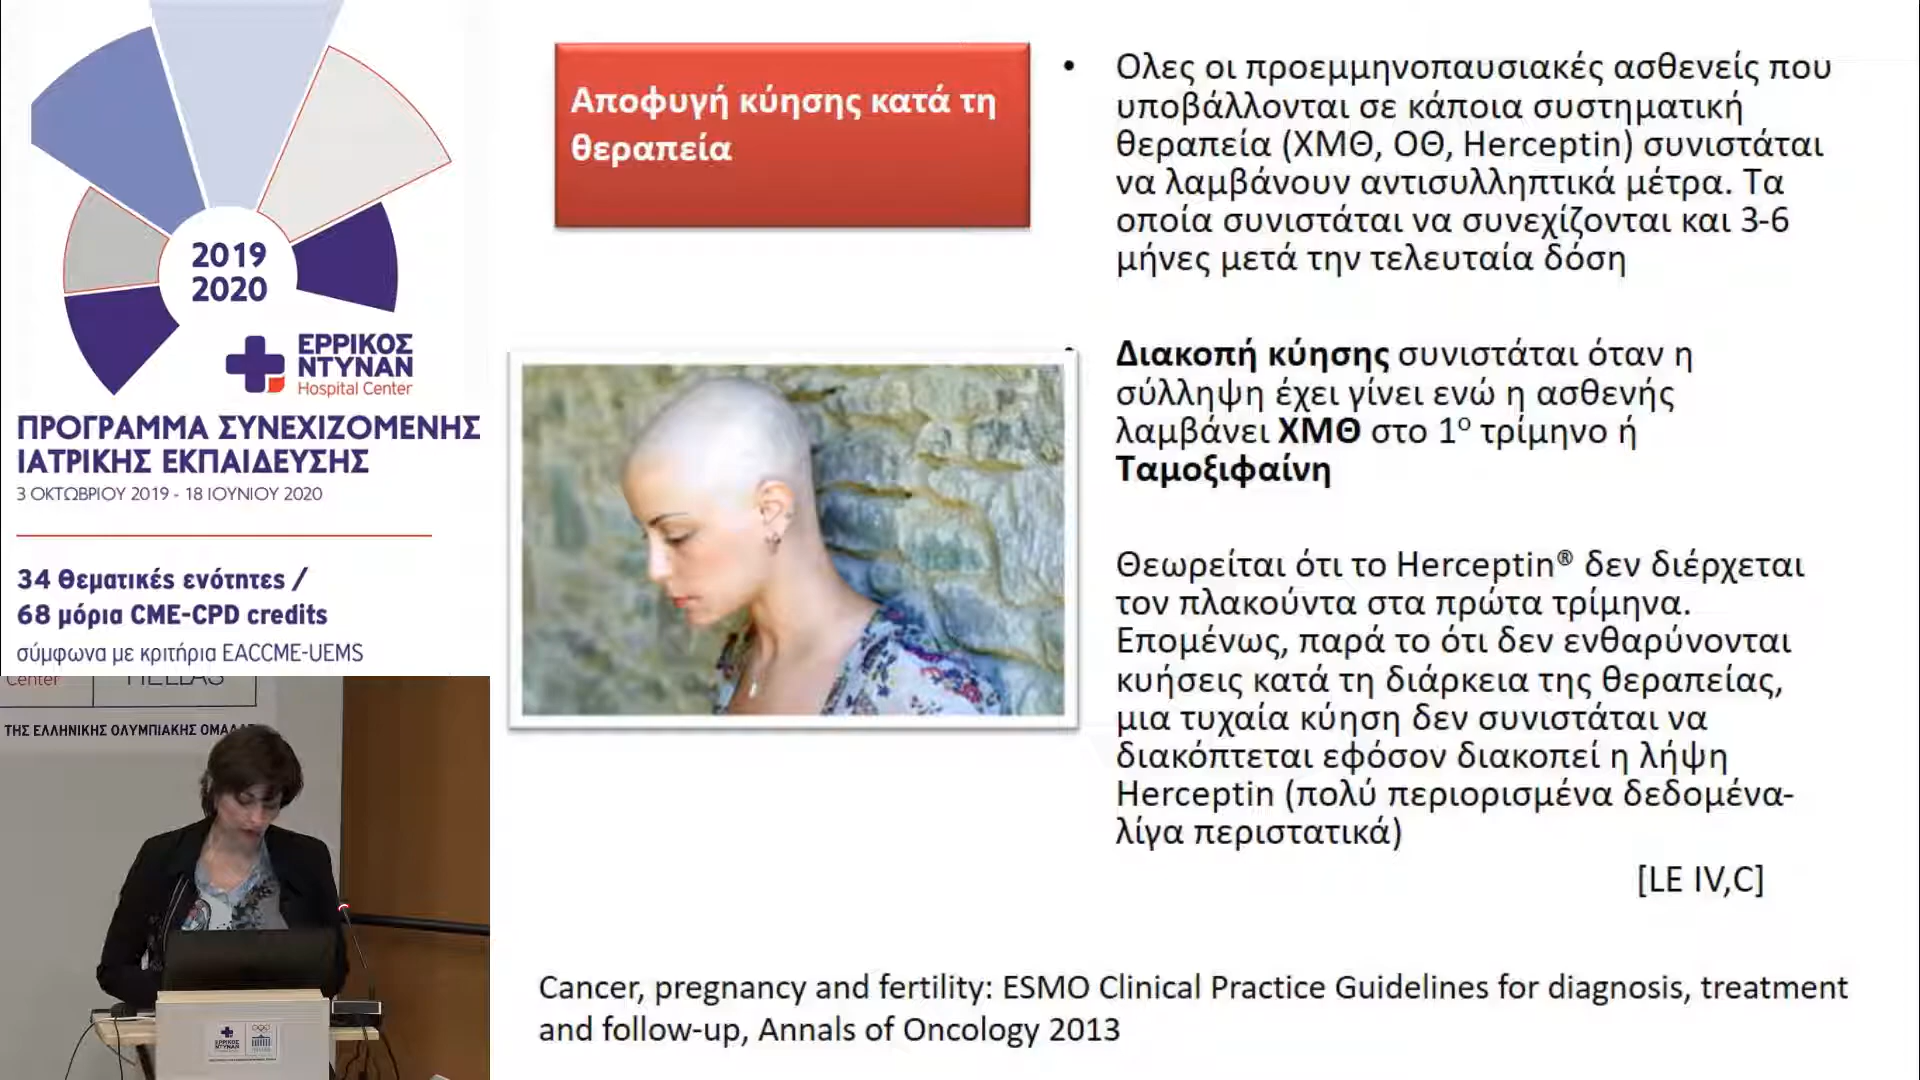 2019
2020
ΕΡΡΙΚΟΣ
ΝΤΥΝΑΝ
Hospital Center
ΠΡΟΓΡΑΜΜΑ ΣΥΝΕΧΙΖΟΜΕΝΗΣ
ΙΑΤΡΙΚΗΣ ΕΚΠΑΙΔΕΥΣΗΣ
3 ΟΚΤΩΒΡΙΟΥ 2019 - 18 ΙΟΥΝΙΟΥ 2020
34 θεματικές ενότητες /
68 μόρια CME-CPD credits
σύμφωνα με κριτήρια EACCME-UEMS
Center
HELLAS
ΤΗΣ ΕΛΛΗΝΙΚΗΣ ΟΛΥΜΠΙΑΚΗΣ
ΕΡΡΙΚΟΣ
ΝΤΥΝΑΝ
Αποφυγή κύησης κατά τη
θεραπεία
• Ολες οι προεμμηνοπαυσιακές ασθενείς που
υποβάλλονται σε κάποια συστηματική
θεραπεία (ΧΜΘ, ΟΘ, Herceptin) συνιστάται
να λαμβάνουν αντισυλληπτικά μέτρα. Τα
οποία συνιστάται να συνεχίζονται και 3-6
μήνες μετά την τελευταία δόση
Διακοπή κύησης συνιστάται όταν η
σύλληψη έχει γίνει ενώ η ασθενής
λαμβάνει ΧΜΘ στο 1ο τρίμηνο ή
Ταμοξιφαίνη
Θεωρείται ότι το Herceptin® δεν διέρχεται
τον πλακούντα στα πρώτα τρίμηνα.
Επομένως, παρά το ότι δεν ενθαρύνονται
κυήσεις κατά τη διάρκεια της θεραπείας,
μια τυχαία κύηση δεν συνιστάται να
διακόπτεται εφόσον διακοπεί η λήψη
Herceptin (πολύ περιορισμένα δεδομένα-
λίγα περιστατικά)
[LE IV,C]
Cancer, pregnancy and fertility: ESMO Clinical Practice Guidelines for diagnosis, treatment
and follow-up, Annals of Oncology 2013